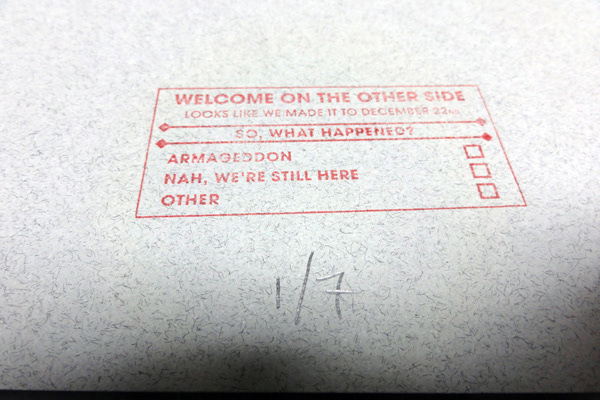 WELCOME ON THE OTHER SIDE
LOOKS LIKE WE MADE IT TO DECEMBER 22ND
SO, WHAT HAPPENED?
ARMAGEDDON
NAH, WE'RE STILL HERE
OTHER
1/7